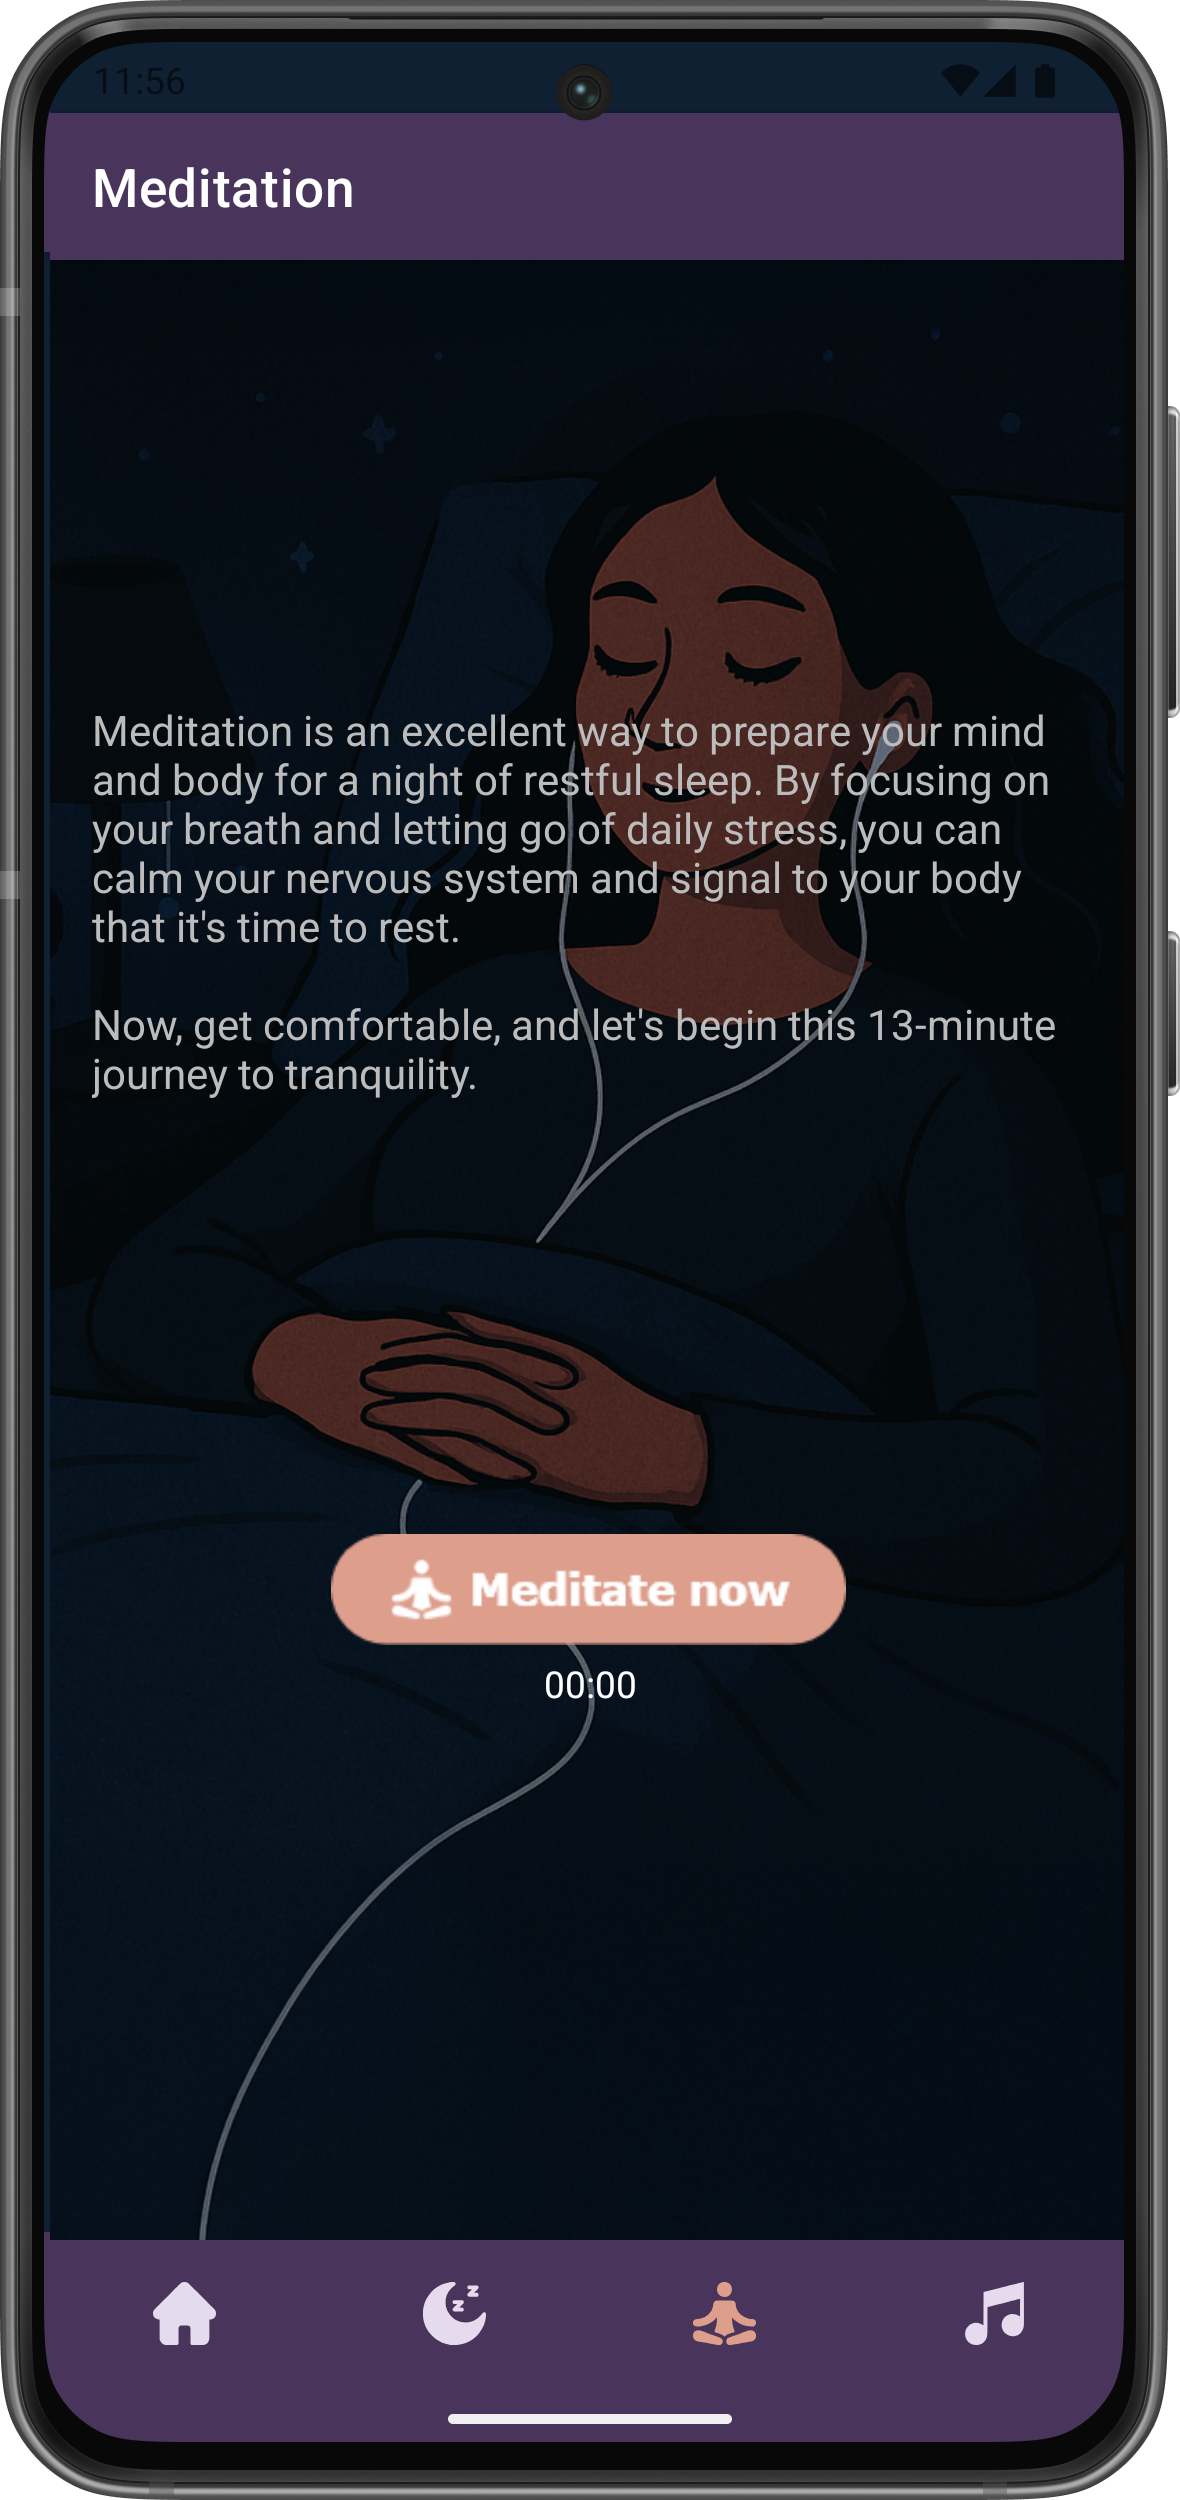 11:56
Meditation
Meditation is an excellent way to prepare your mind
and body for a night of restful sleep. By focusing on
your breath and letting go of daily stress, you can
calm your nervous system and signal to your body
that it's time to rest.
Now, get comfortable, and let's begin this 13-minute
journey to tranquility.
Meditate now
00:00
z
z